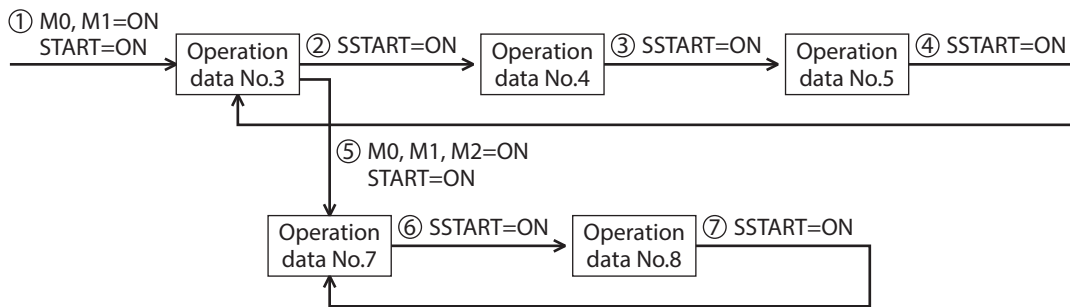 ① M0, M1=ON
START=ON
Operation
data No.3
② SSTART=ON
Operation
data No.4
③ SSTART=ON
Operation
data No.5
④ SSTART=ON
⑤ M0, M1, M2=ON
START=ON
Operation
data No.7
⑥ SSTART=ON
Operation
data No.8
⑦ SSTART=ON